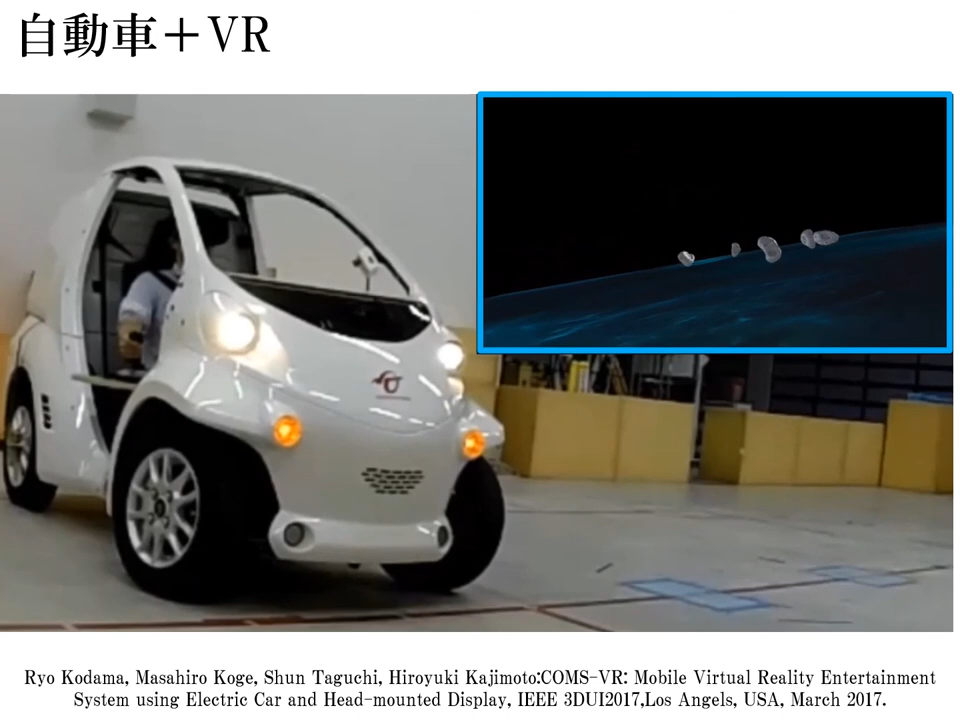 自動車＋VR
Ryo Kodama, Masahiro Koge, Shun Taguchi, Hiroyuki Kajimoto:COMS-VR: Mobile Virtual Reality Entertainment
System using Electric Car and Head-mounted Display, IEEE 3DUI2017,Los Angels, USA, March 2017.